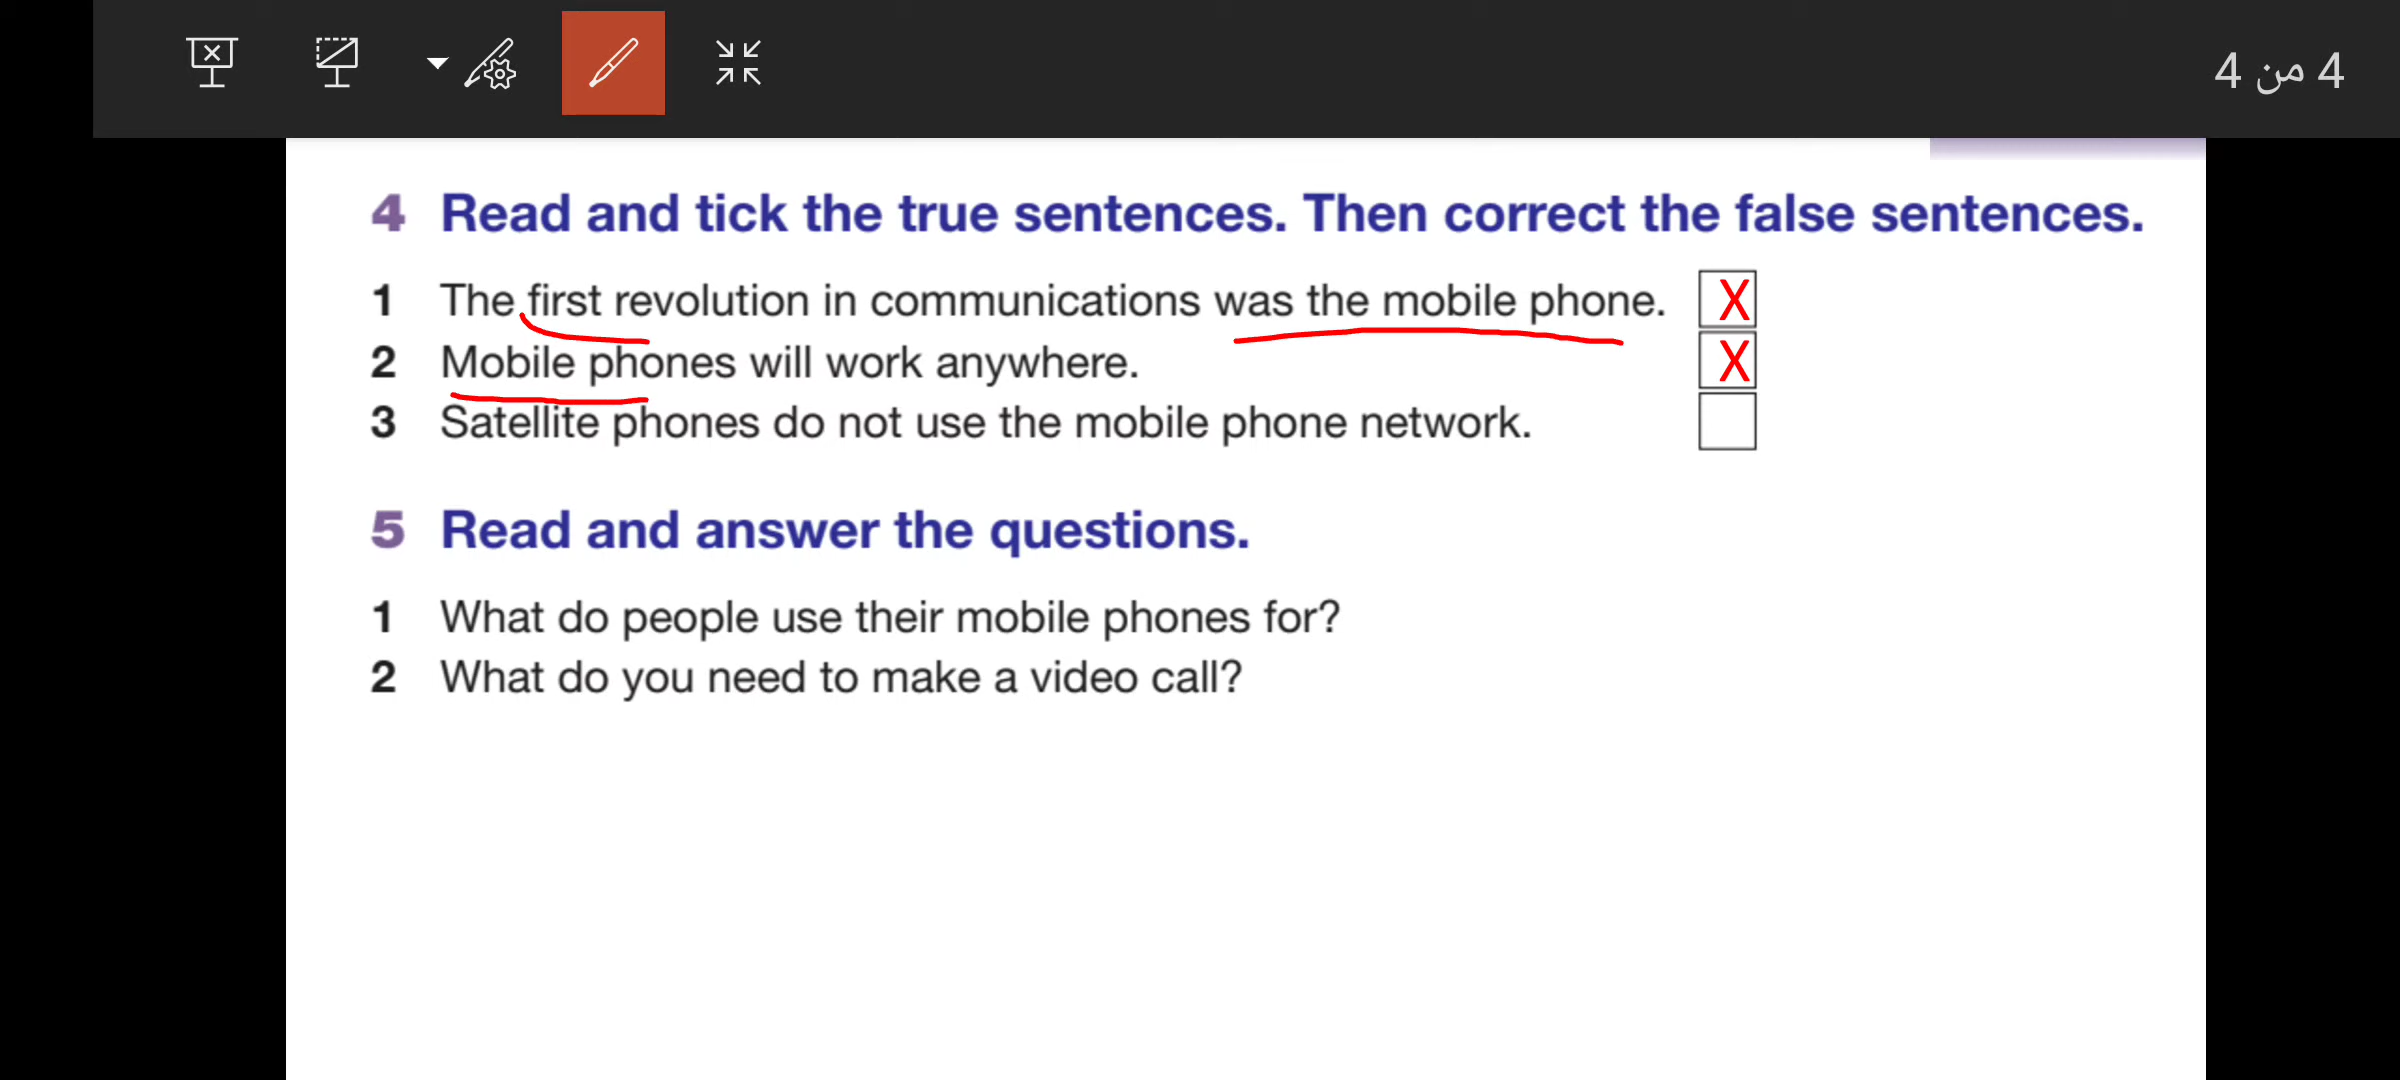 4 من 4
4 Read and tick the true sentences. Then correct the false sentences.
1 The first revolution in communications was the mobile phone. X
2 Mobile phones will work anywhere. X
3 Satellite phones do not use the mobile phone network.
5 Read and answer the questions.
1 What do people use their mobile phones for?
2 What do you need to make a video call?